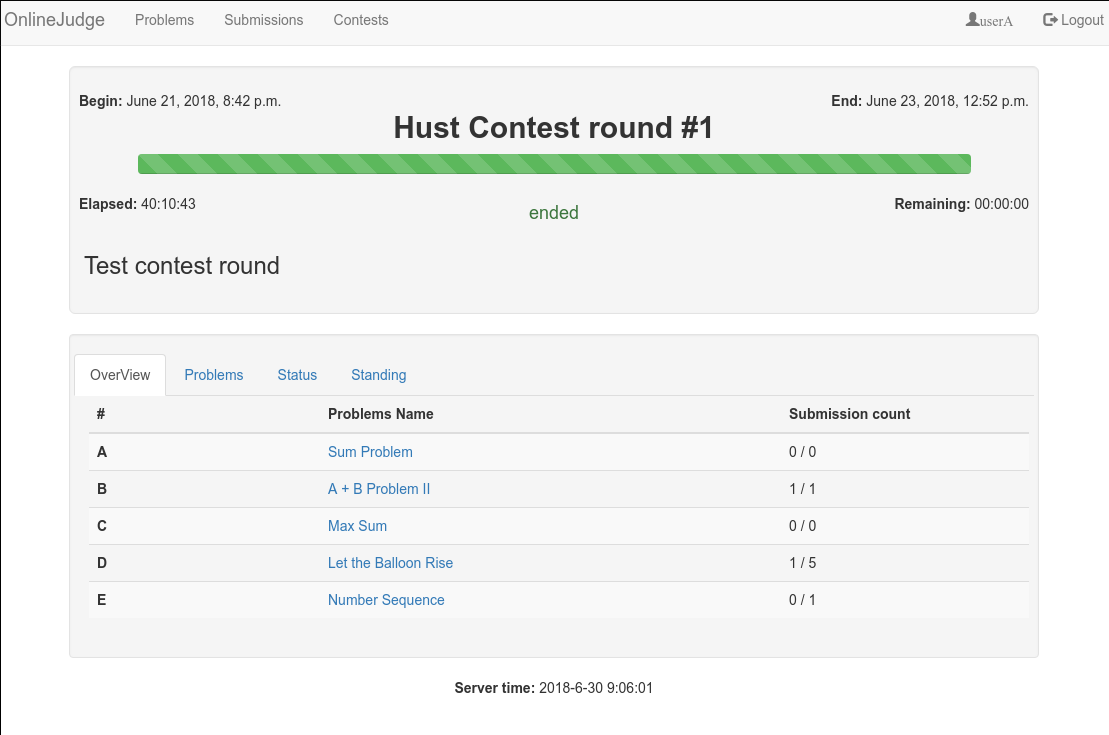 OnlineJudge Problems Submissions Contests userA Logout
Begin: June 21, 2018, 8:42 p.m. End: June 23, 2018, 12:52 p.m.
Hust Contest round #1
Elapsed: 40:10:43 ended Remaining: 00:00:00
Test contest round
OverView Problems Status Standing
# Problems Name Submission count
A Sum Problem 0 / 0
B A + B Problem II 1 / 1
C Max Sum 0 / 0
D Let the Balloon Rise 1 / 5
E Number Sequence 0 / 1
Server time: 2018-6-30 9:06:01